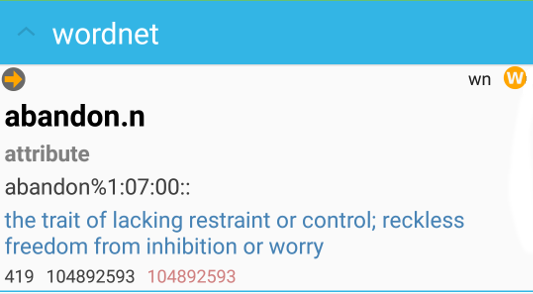 wordnet
wn W
abandon.n
attribute
abandon%1:07:00::
the trait of lacking restraint or control; reckless
freedom from inhibition or worry
419 104892593 104892593